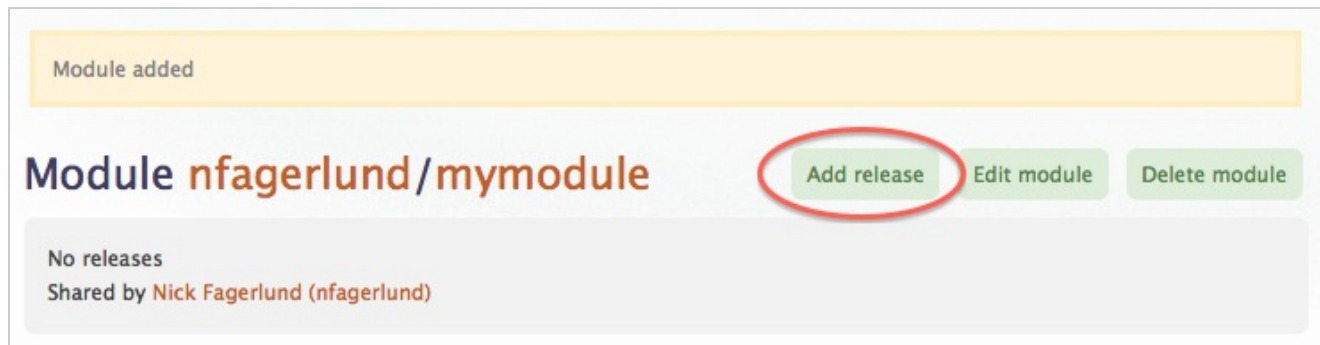 Module added
Module nfagerlund/mymodule
Add release
Edit module
Delete module
No releases
Shared by Nick Fagerlund (nfagerlund)